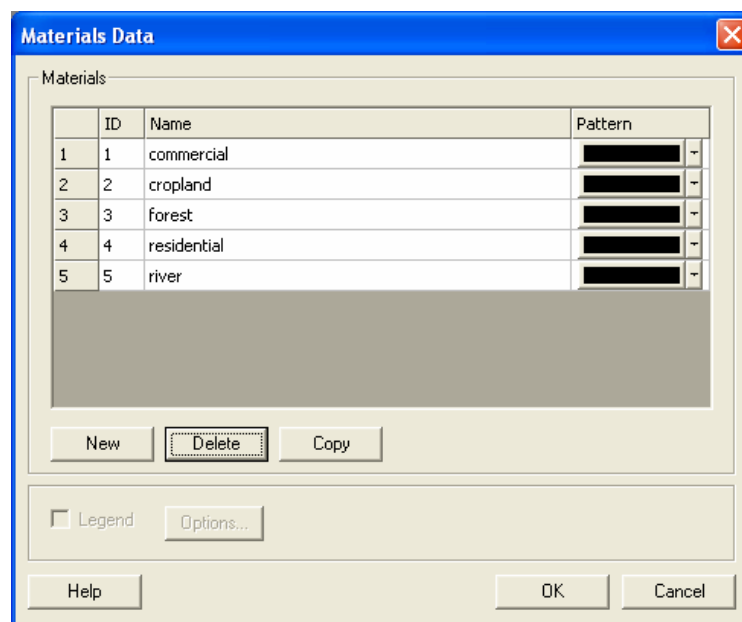 Materials Data
Materials
ID Name Pattern
1 1 commercial
2 2 cropland
3 3 forest
4 4 residential
5 5 river
New Delete Copy
Legend Options...
Help OK Cancel